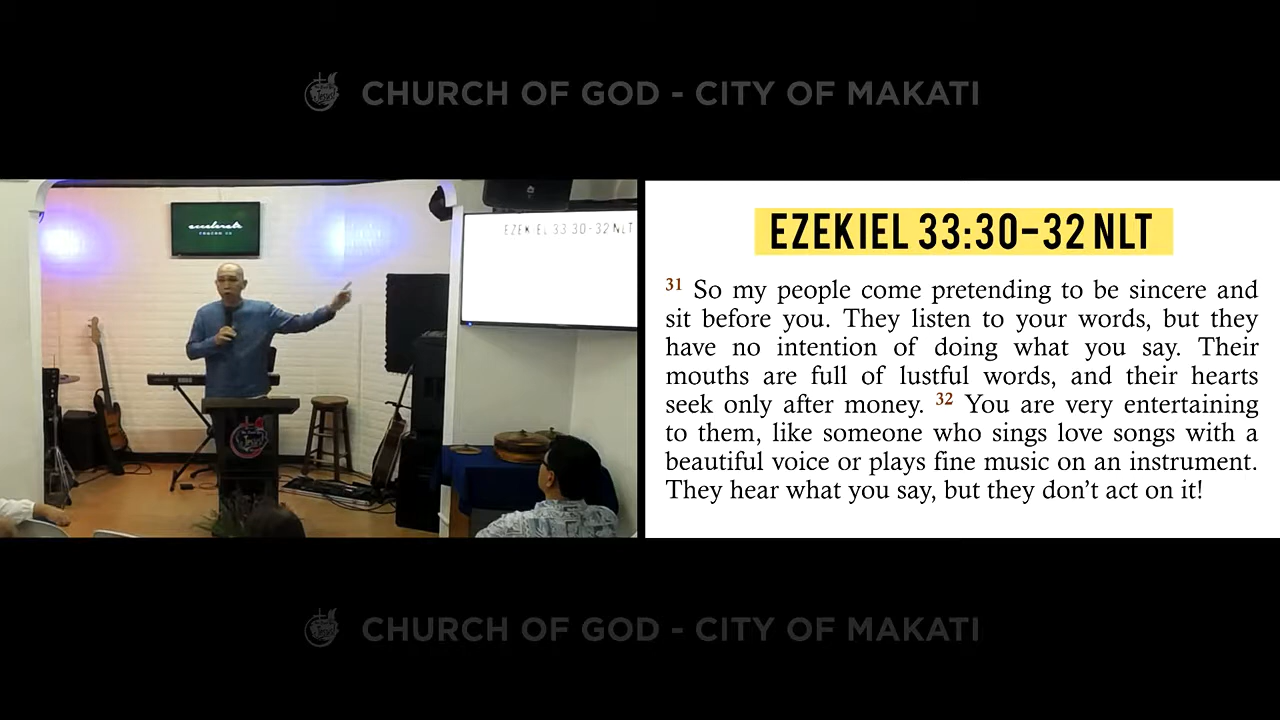 CHURCH OF GOD - CITY OF MAKATI
accelerate
EZEKIEL 33:30-32 NLT
EZEKIEL 33:30-32 NLT
31 So my people come pretending to be sincere and
sit before you. They listen to your words, but they
have no intention of doing what you say. Their
mouths are full of lustful words, and their hearts
seek only after money. 32 You are very entertaining
to them, like someone who sings love songs with a
beautiful voice or plays fine music on an instrument.
They hear what you say, but they don’t act on it!
CHURCH OF GOD - CITY OF MAKATI